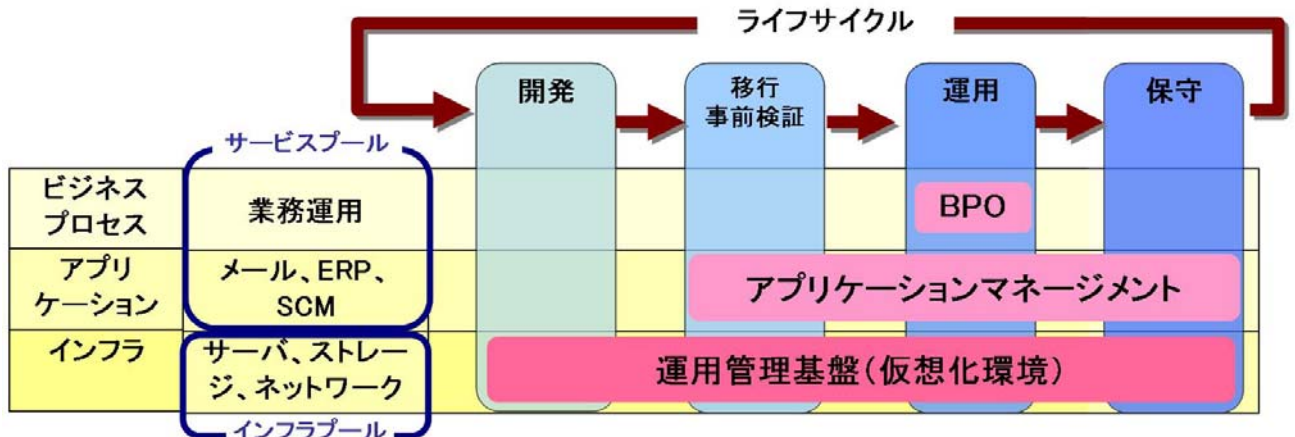 ライフサイクル
開発
移行
事前検証
運用
保守
サービスプール
ビジネス
プロセス
業務運用
BPO
アプリ
ケーション
メール、ERP、
SCM
アプリケーションマネージメント
インフラ
サーバ、ストレー
ジ、ネットワーク
運用管理基盤(仮想化環境)
インフラプール